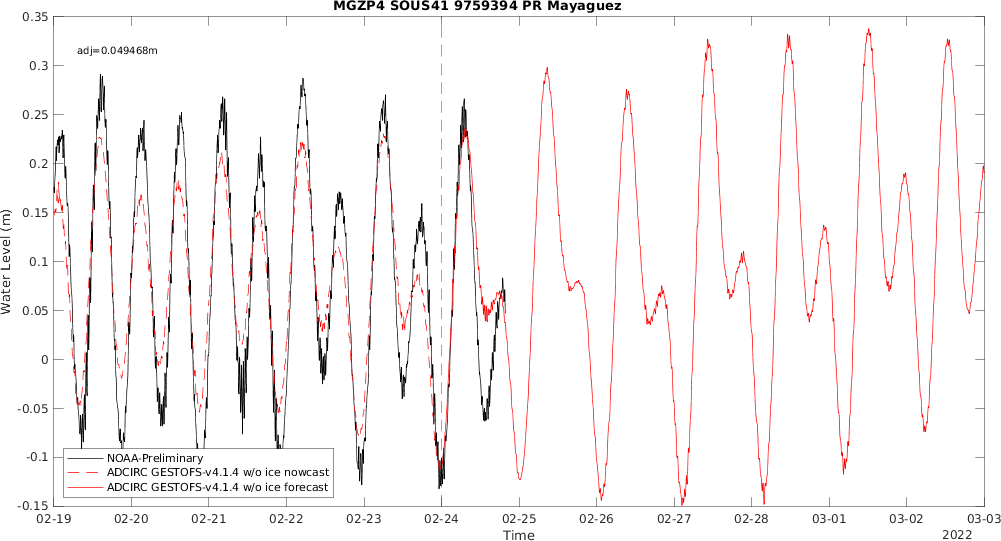 MGZP4 SOUS41 9759394 PR Mayaguez
adj=0.049468m
0.35
0.3
0.25
0.2
0.15
0.1
0.05
0
-0.05
-0.1
-0.15
Water Level (m)
NOAA-Preliminary
ADCIRC GESTOFS-v4.1.4 w/o ice nowcast
ADCIRC GESTOFS-v4.1.4 w/o ice forecast
02-19 02-20 02-21 02-22 02-23 02-24 02-25 02-26 02-27 02-28 03-01 03-02 03-03
Time
2022